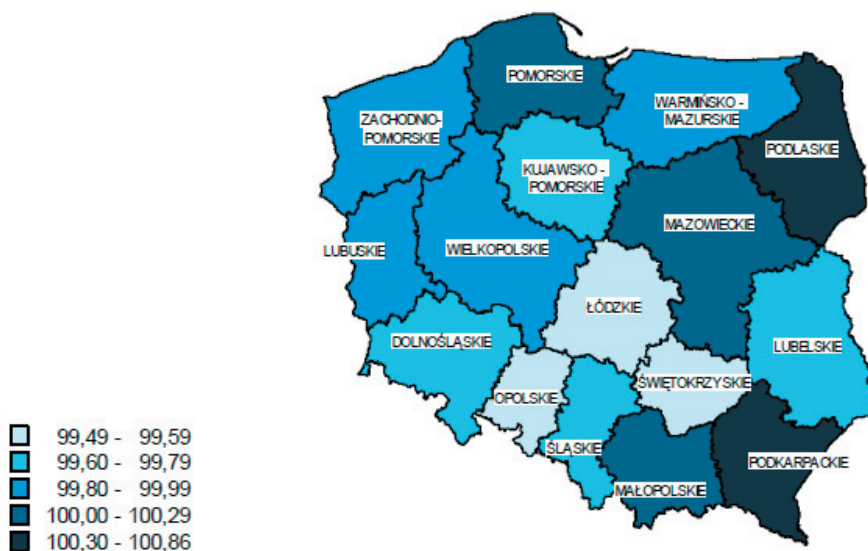 POMORSKIE
WARMIŃSKO -
MAZURSKIE
ZACHODNIO-
POMORSKIE
PODLASKIE
KUJAWSKO -
POMORSKIE
MAZOWIECKIE
LUBUSKIE
WIELKOPOLSKIE
ŁÓDZKIE
DOLNOŚLĄSKIE
LUBELSKIE
ŚWIĘTOKRZYSKIE
OPOLSKIE
ŚLĄSKIE
PODKARPACKIE
MAŁOPOLSKIE
99,49 - 99,59
99,60 - 99,79
99,80 - 99,99
100,00 - 100,29
100,30 - 100,86